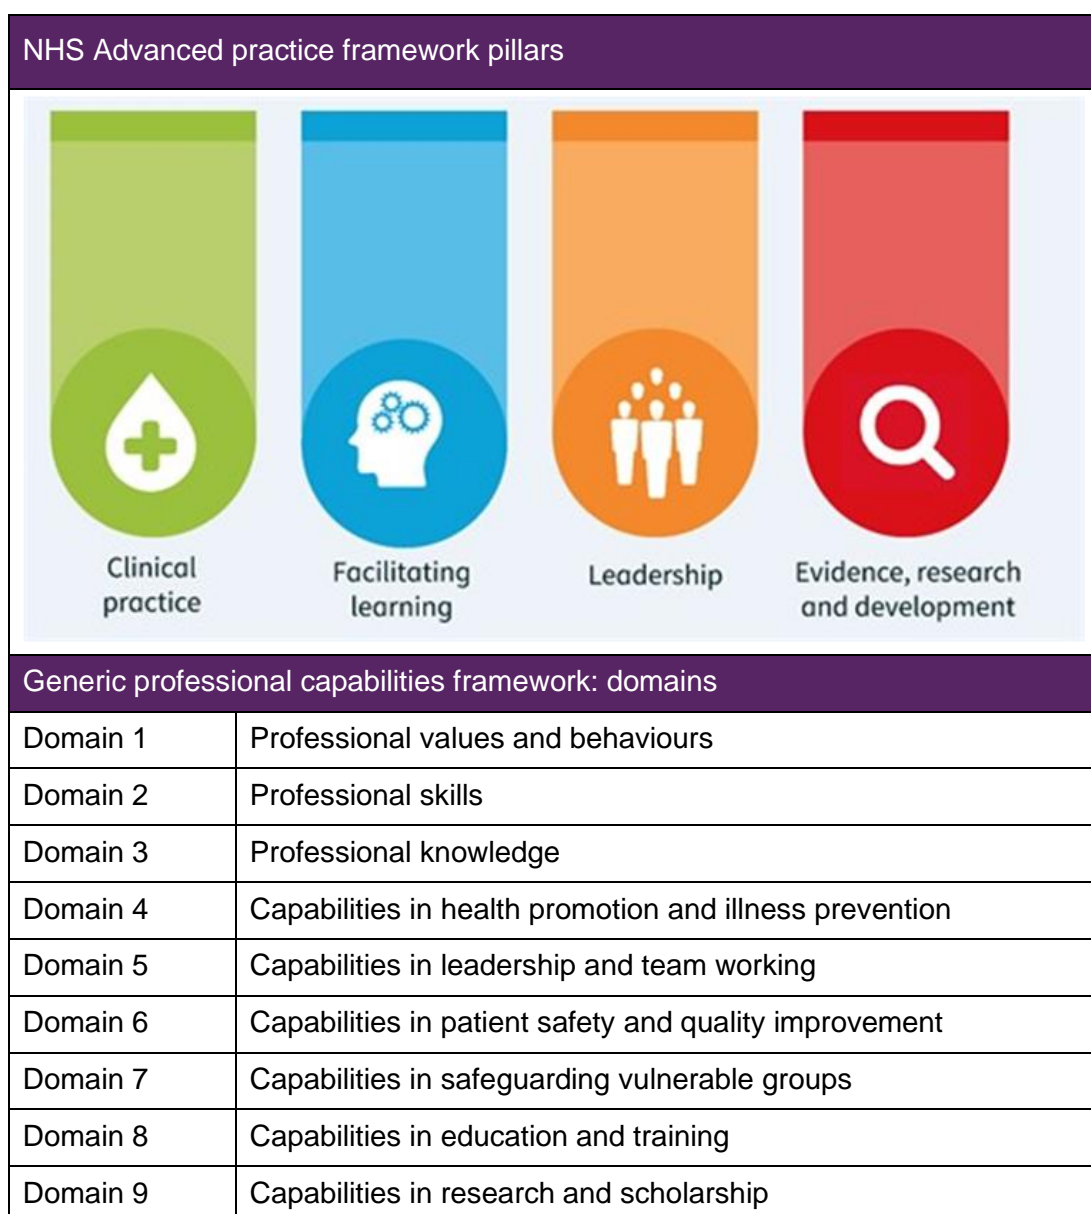 NHS Advanced practice framework pillars
Clinical
practice
Facilitating
learning
Leadership
Evidence, research
and development
Generic professional capabilities framework: domains
Domain 1 Professional values and behaviours
Domain 2 Professional skills
Domain 3 Professional knowledge
Domain 4 Capabilities in health promotion and illness prevention
Domain 5 Capabilities in leadership and team working
Domain 6 Capabilities in patient safety and quality improvement
Domain 7 Capabilities in safeguarding vulnerable groups
Domain 8 Capabilities in education and training
Domain 9 Capabilities in research and scholarship